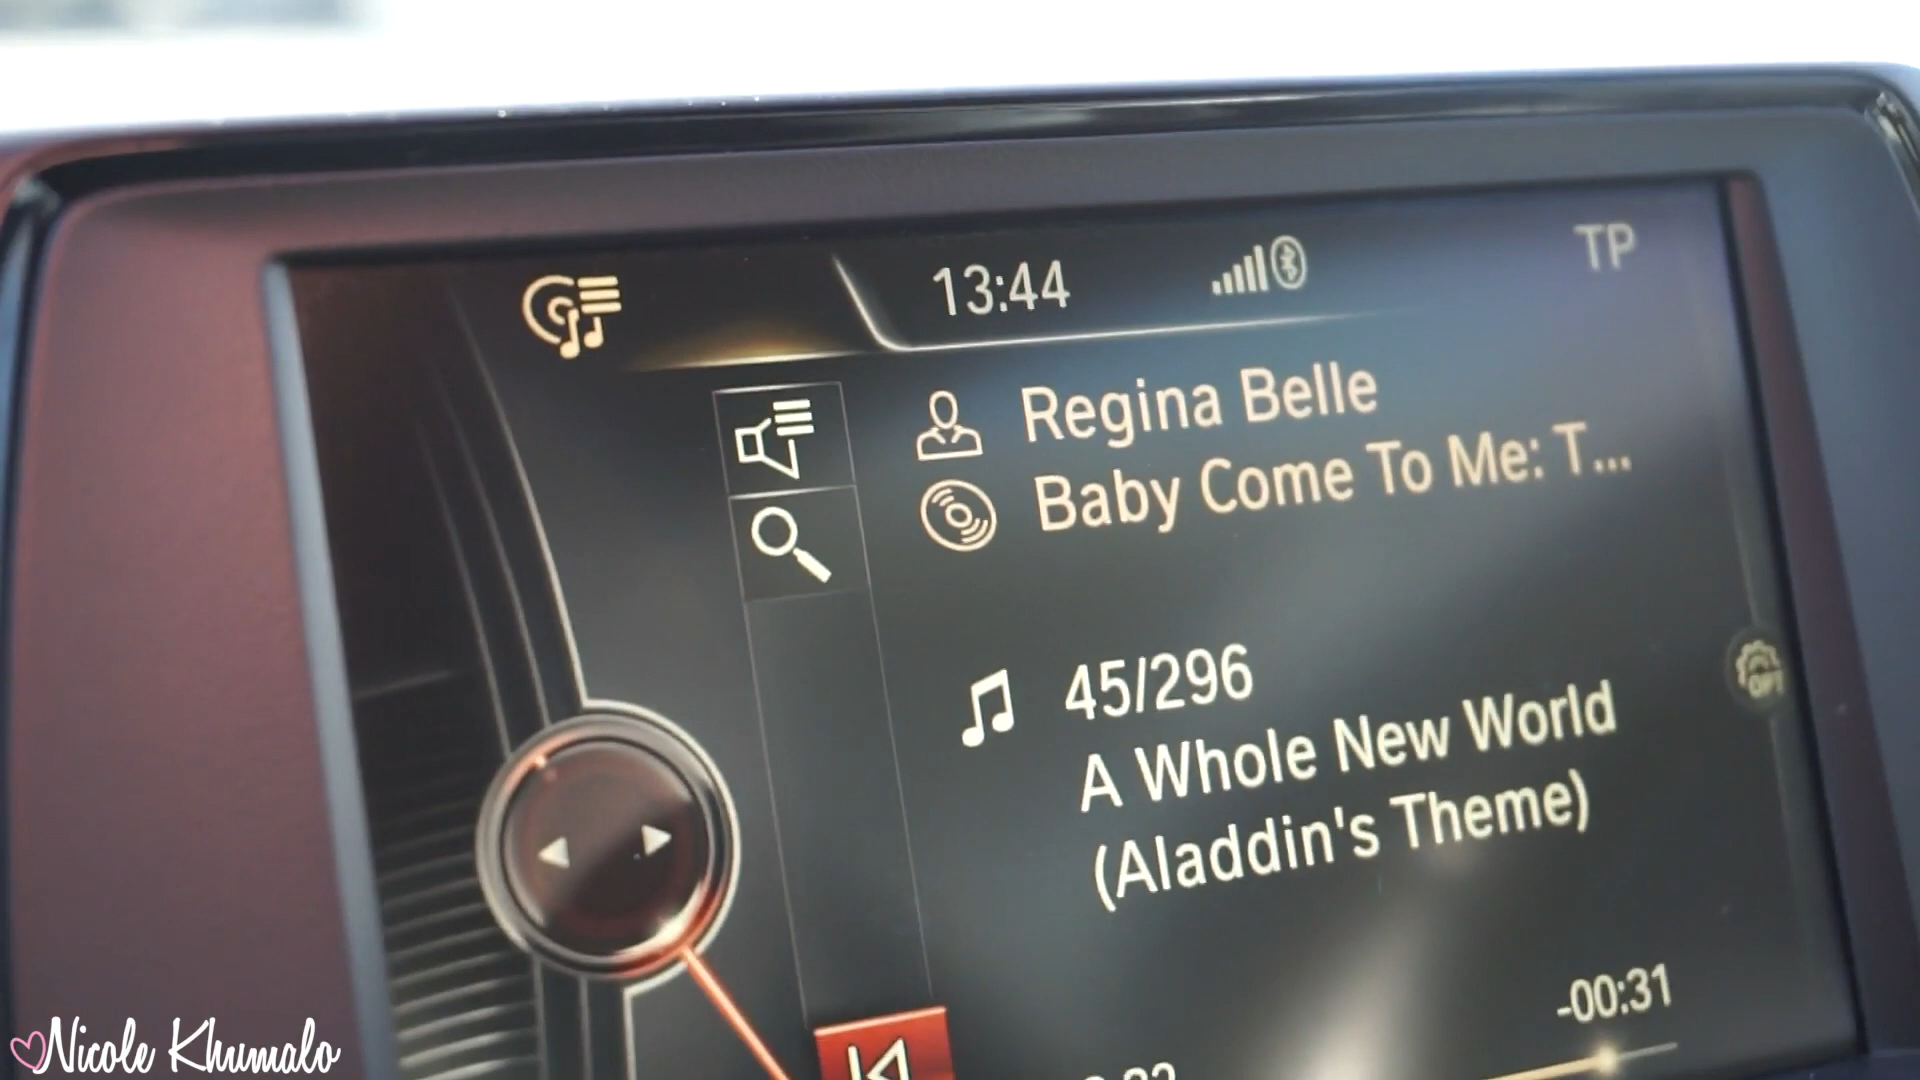 13:44
TP
Regina Belle
Baby Come To Me: T...
45/296
A Whole New World
(Aladdin's Theme)
OPT
-00:31
Nicole Khumalo